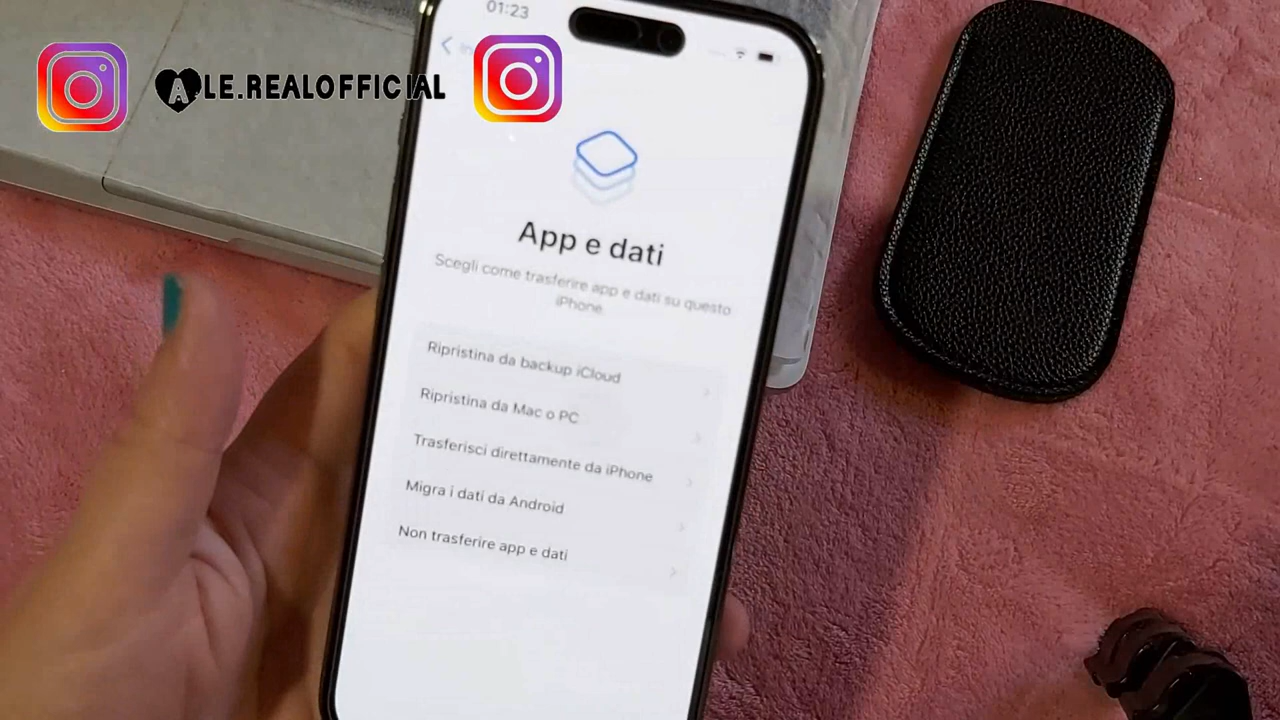 01:23
ALE.REALOFFICIAL
App e dati
Scegli come trasferire app e dati su questo
iPhone.
Ripristina da backup iCloud
Ripristina da Mac o PC
Trasferisci direttamente da iPhone
Migra i dati da Android
Non trasferire app e dati